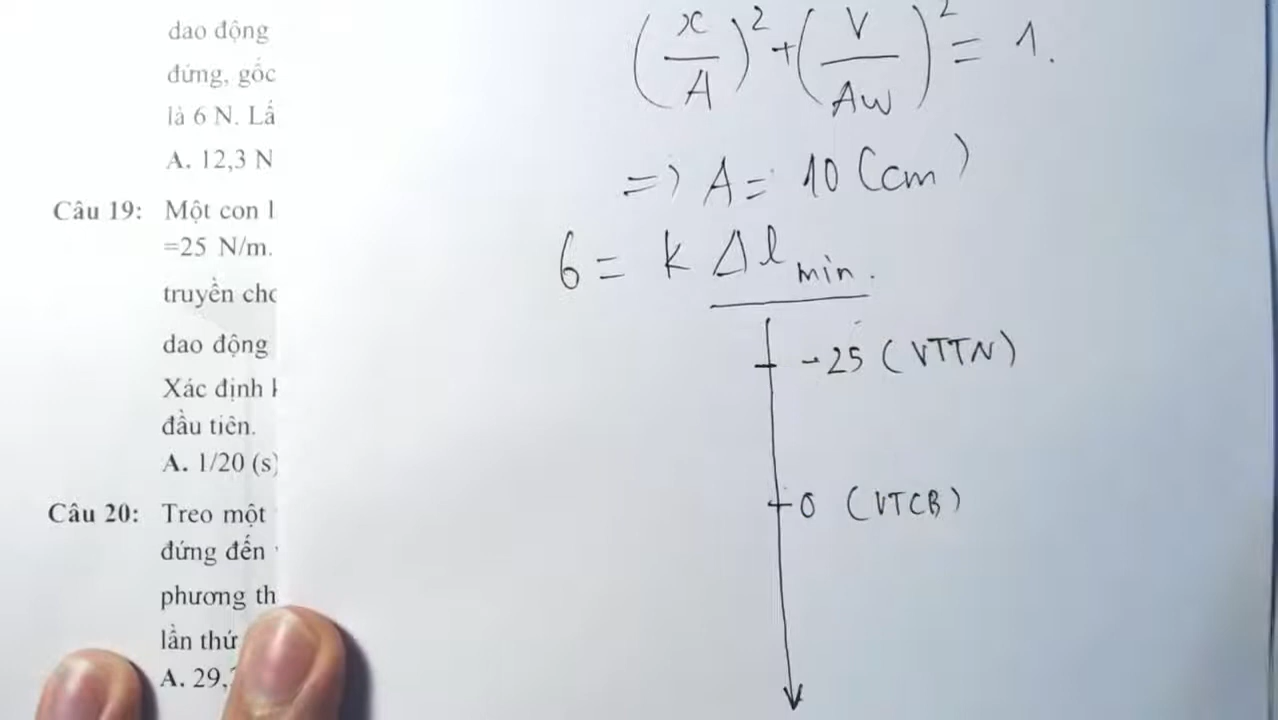 dao động
đứng, gốc
là 6 N. Lấ
A. 12,3 N
Câu 19: Một con l
=25 N/m.
truyền cho
dao động
Xác định k
đầu tiên.
A. 1/20 (s)
Câu 20: Treo một
đứng đến
phương th
lần thứ
A. 29,
(x/A)² + (v/Aω)² = 1.
=> A = 10 (cm)
6 = k Δl min.
-25 (VTTN)
0 (VTCB)